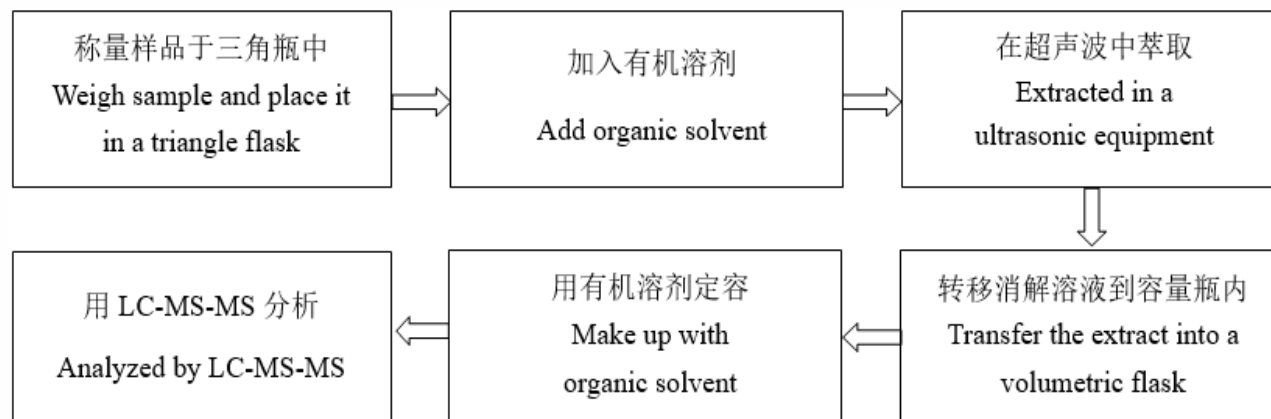 称量样品于三角瓶中
Weigh sample and place it
in a triangle flask
加入有机溶剂
Add organic solvent
在超声波中萃取
Extracted in a
ultrasonic equipment
转移消解溶液到容量瓶内
Transfer the extract into a
volumetric flask
用有机溶剂定容
Make up with
organic solvent
用 LC-MS-MS 分析
Analyzed by LC-MS-MS